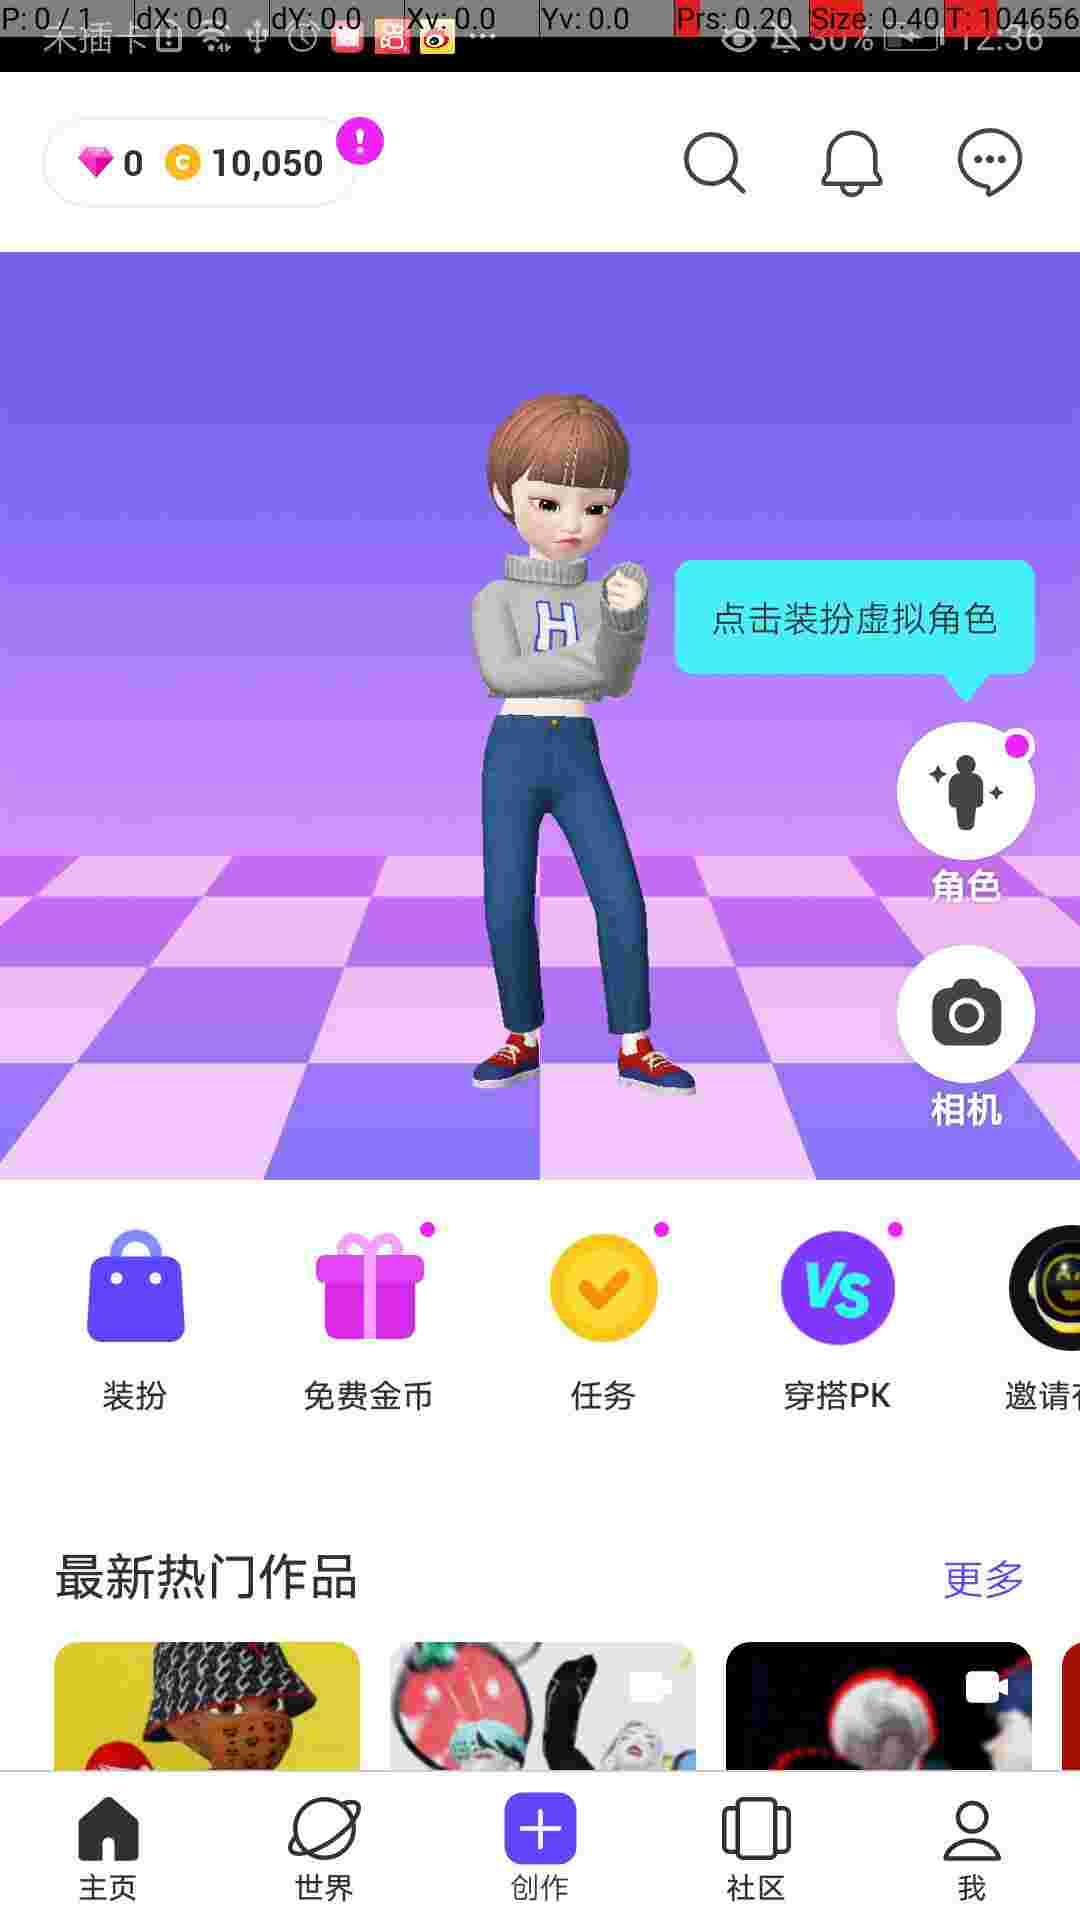 P: 0 / 1 dX: 0.0 dY: 0.0 Xv: 0.0 Yv: 0.0 Prs: 0.20 Size: 0.40 T: 104656
未插卡 50% 12:36
0 10,050
点击装扮虚拟角色
H
角色
相机
VS
装扮 免费金币 任务 穿搭PK 邀请
最新热门作品 更多
主页 世界 创作 社区 我